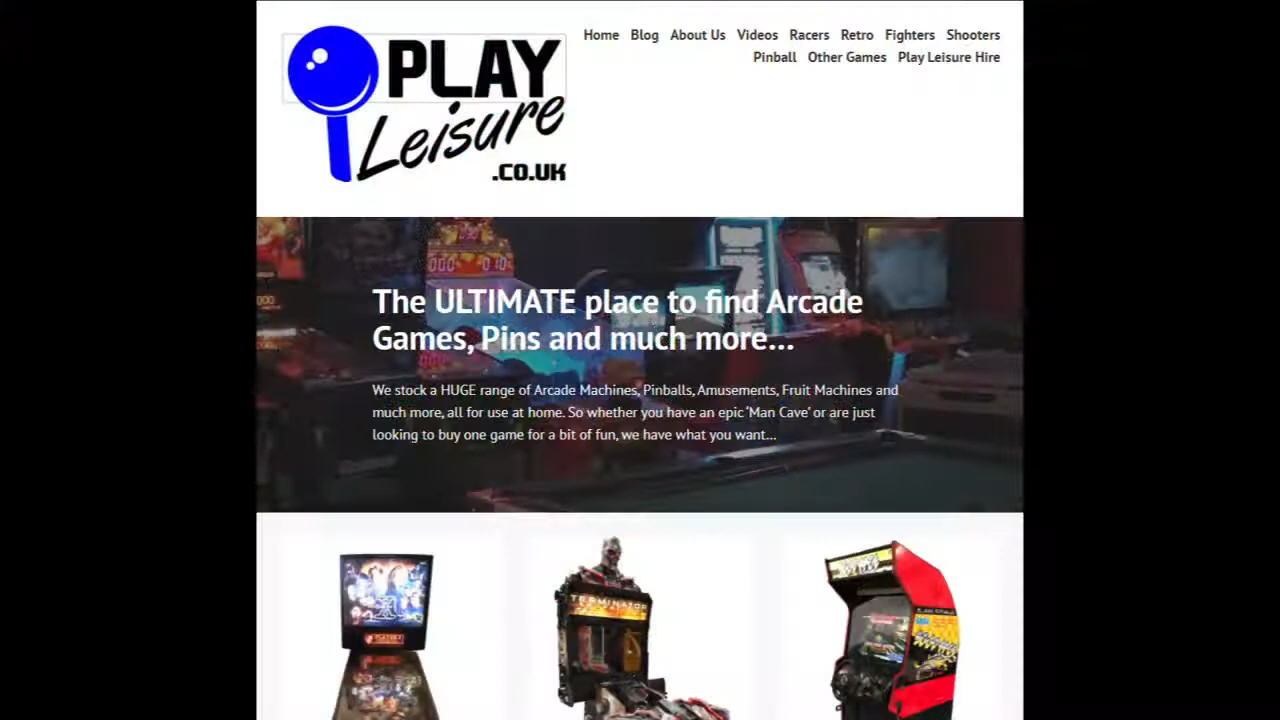 PLAY
Leisure
.CO.UK
Home Blog About Us Videos Racers Retro Fighters Shooters
Pinball Other Games Play Leisure Hire
The ULTIMATE place to find Arcade
Games, Pins and much more...
We stock a HUGE range of Arcade Machines, Pinballs, Amusements, Fruit Machines and
much more, all for use at home. So whether you have an epic ‘Man Cave’ or are just
looking to buy one game for a bit of fun, we have what you want...
TERMINATOR